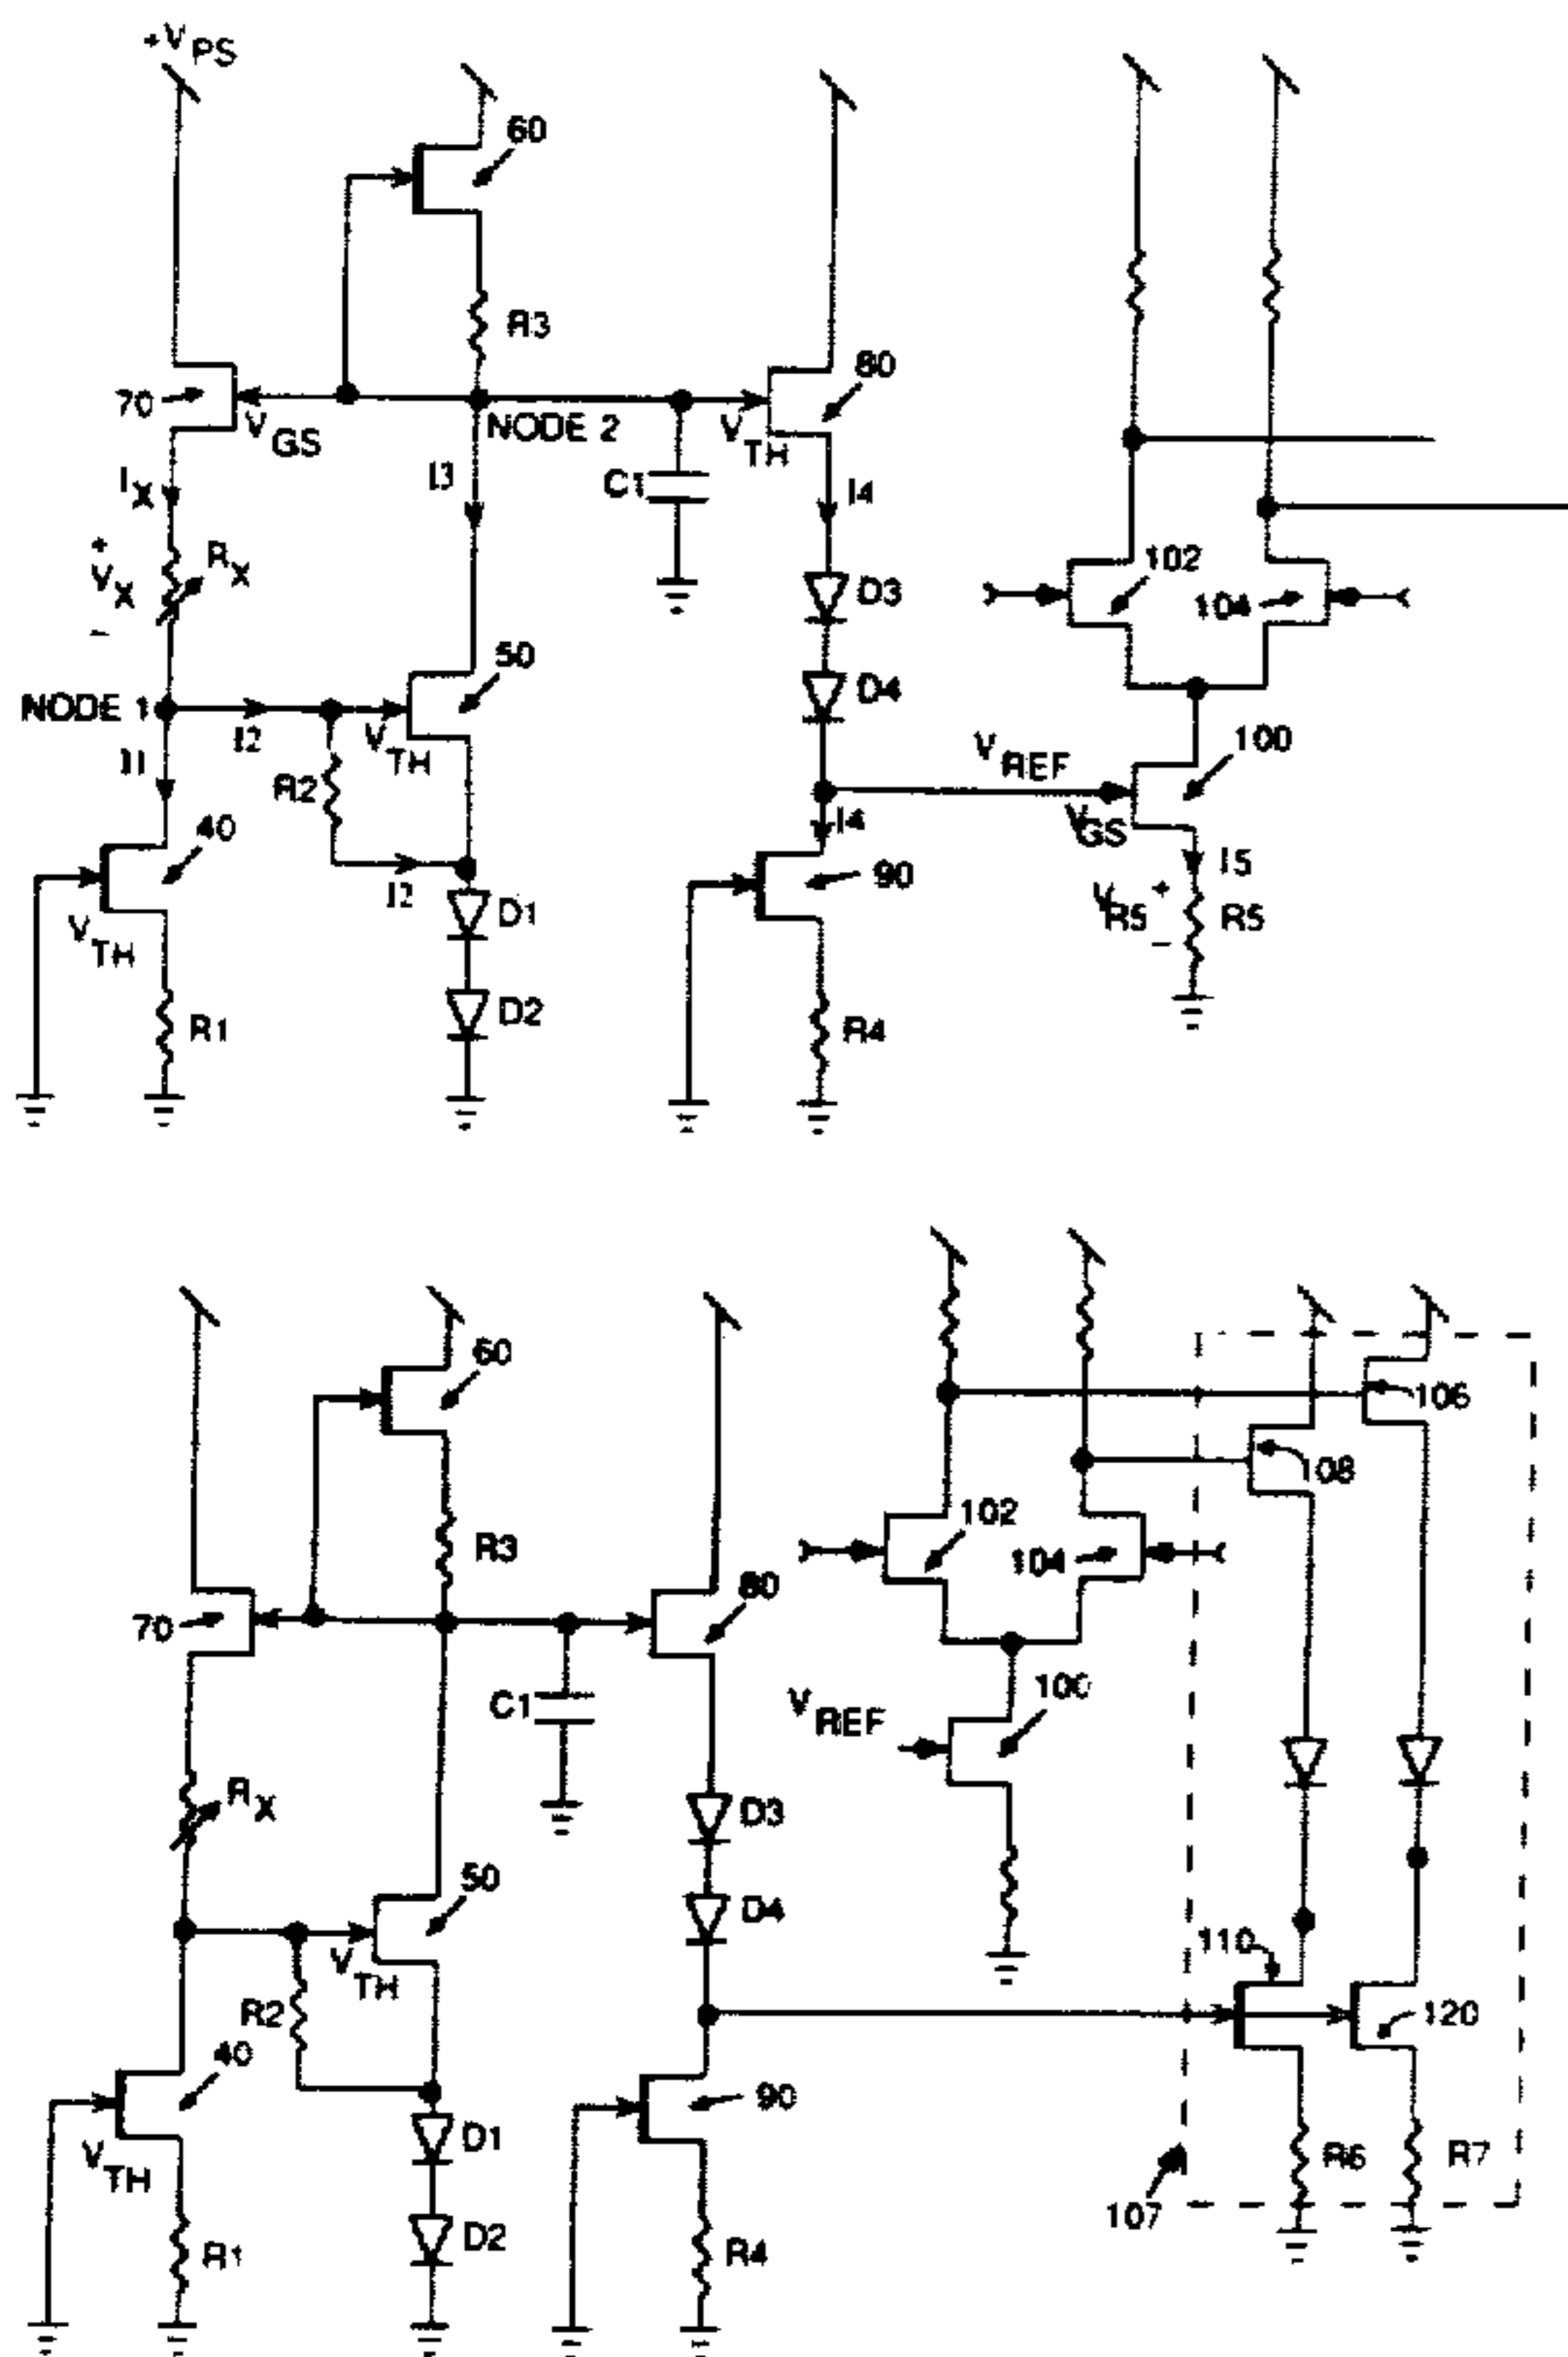 +VPS
60
R3
70
VGS
NODE 2
80
VTH
IX
I3
C1
I4
+
VX
-
RX
D3
102
104
50
D4
NODE 1
I2
VTH
VREF
100
I1
R2
VGS
I4
40
I2
D1
90
I5
VTH
VR5
+
-
R5
R1
D2
R4
60
106
108
R3
102
104
70
80
C1
VREF
100
RX
D3
50
D4
110
VTH
R2
120
40
90
D1
VTH
R6
R7
107
R1
D2
R4